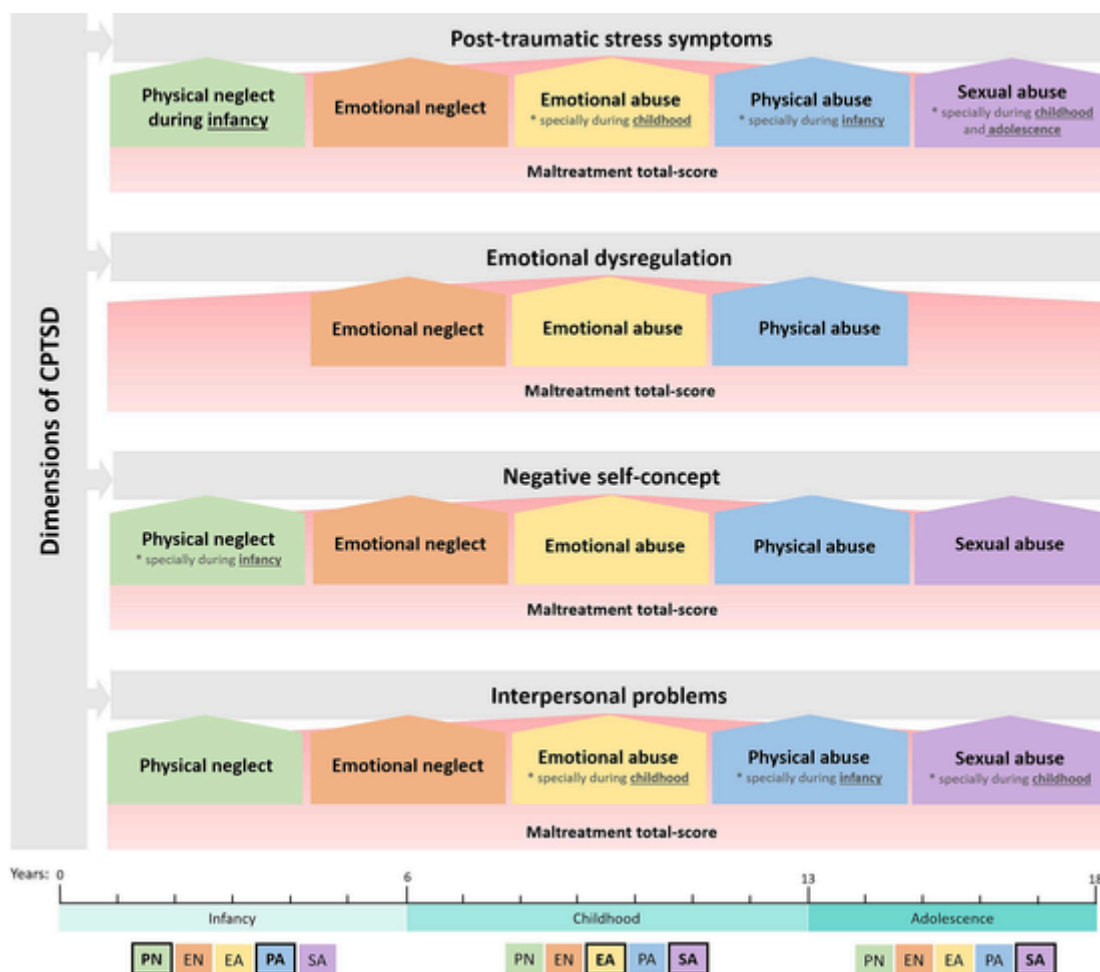 Dimensions of CPTSD
Post-traumatic stress symptoms
Physical neglect
during infancy
Emotional neglect
Emotional abuse
* specially during childhood
Physical abuse
* specially during infancy
Sexual abuse
* specially during childhood
and adolescence
Maltreatment total-score
Emotional dysregulation
Emotional neglect
Emotional abuse
Physical abuse
Maltreatment total-score
Negative self-concept
Physical neglect
* specially during infancy
Emotional neglect
Emotional abuse
Physical abuse
Sexual abuse
Maltreatment total-score
Interpersonal problems
Physical neglect
Emotional neglect
Emotional abuse
* specially during childhood
Physical abuse
* specially during infancy
Sexual abuse
* specially during childhood
Maltreatment total-score
Years: 0 6 13 18
Infancy Childhood Adolescence
PN EN EA PA SA PN EN EA PA SA PN EN EA PA SA